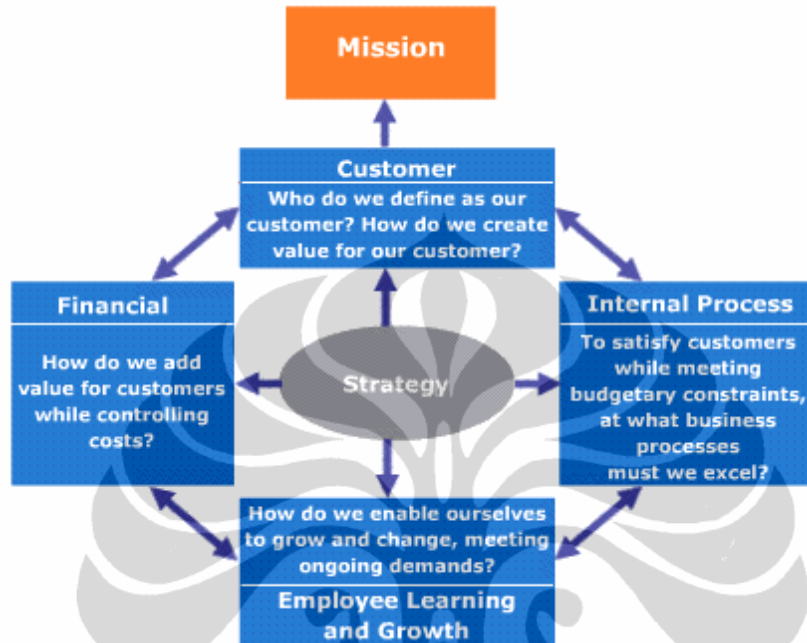 Mission
Customer
Who do we define as our
customer? How do we create
value for our customer?
Financial
How do we add
value for customers
while controlling
costs?
Strategy
Internal Process
To satisfy customers
while meeting
budgetary constraints,
at what business
processes
must we excel?
How do we enable ourselves
to grow and change, meeting
ongoing demands?
Employee Learning
and Growth